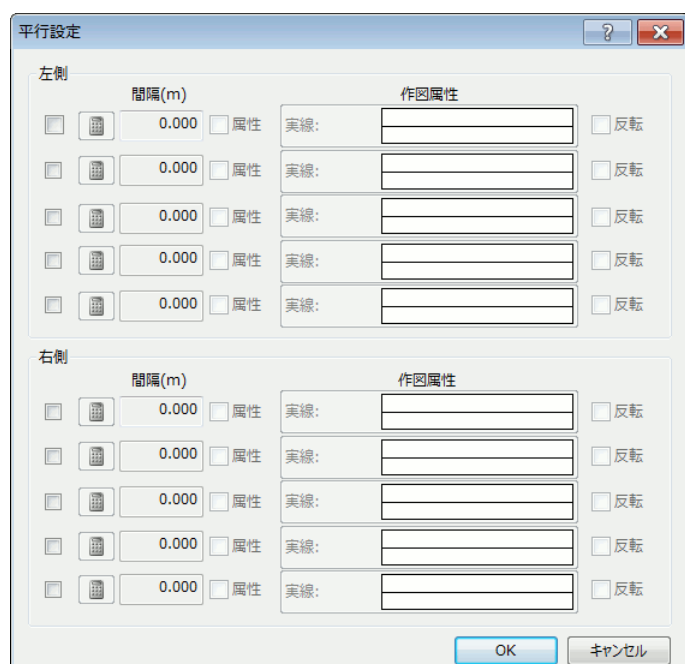 平行設定
左側
間隔(m) 作図属性
0.000 属性 実線: 反転
0.000 属性 実線: 反転
0.000 属性 実線: 反転
0.000 属性 実線: 反転
0.000 属性 実線: 反転
右側
間隔(m) 作図属性
0.000 属性 実線: 反転
0.000 属性 実線: 反転
0.000 属性 実線: 反転
0.000 属性 実線: 反転
0.000 属性 実線: 反転
OK キャンセル